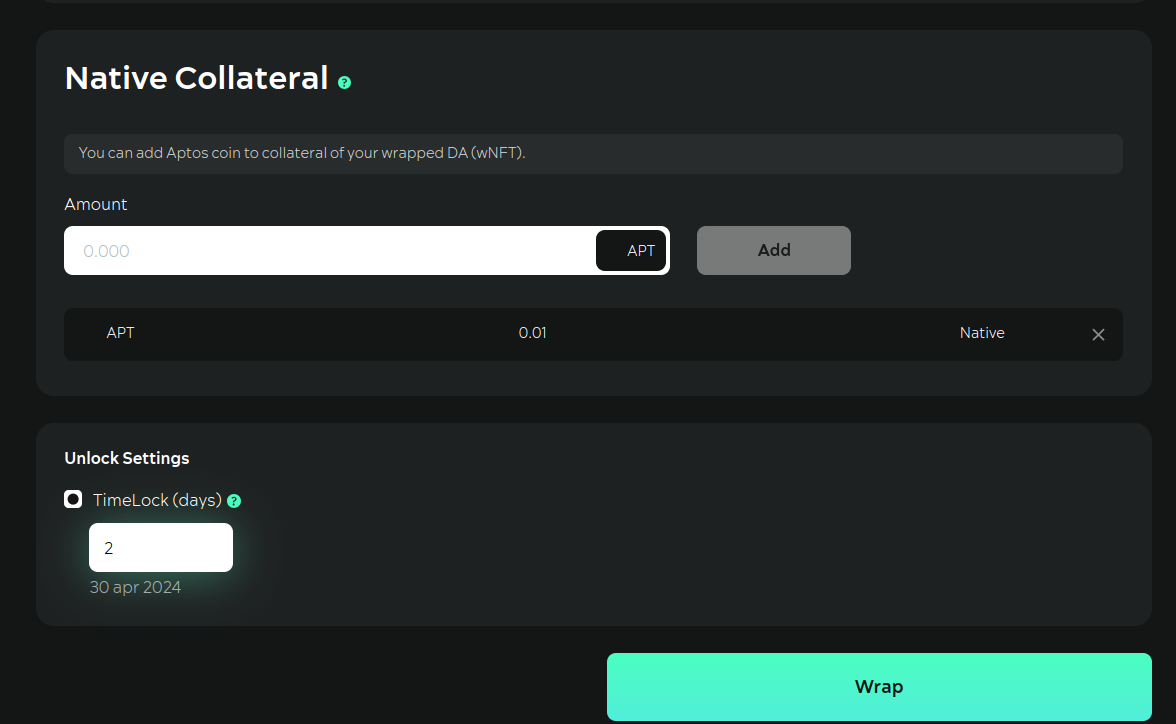 Native Collateral ?
You can add Aptos coin to collateral of your wrapped DA (wNFT).
Amount
0.000 APT Add
APT 0.01 Native
Unlock Settings
TimeLock (days) ?
2
30 apr 2024
Wrap